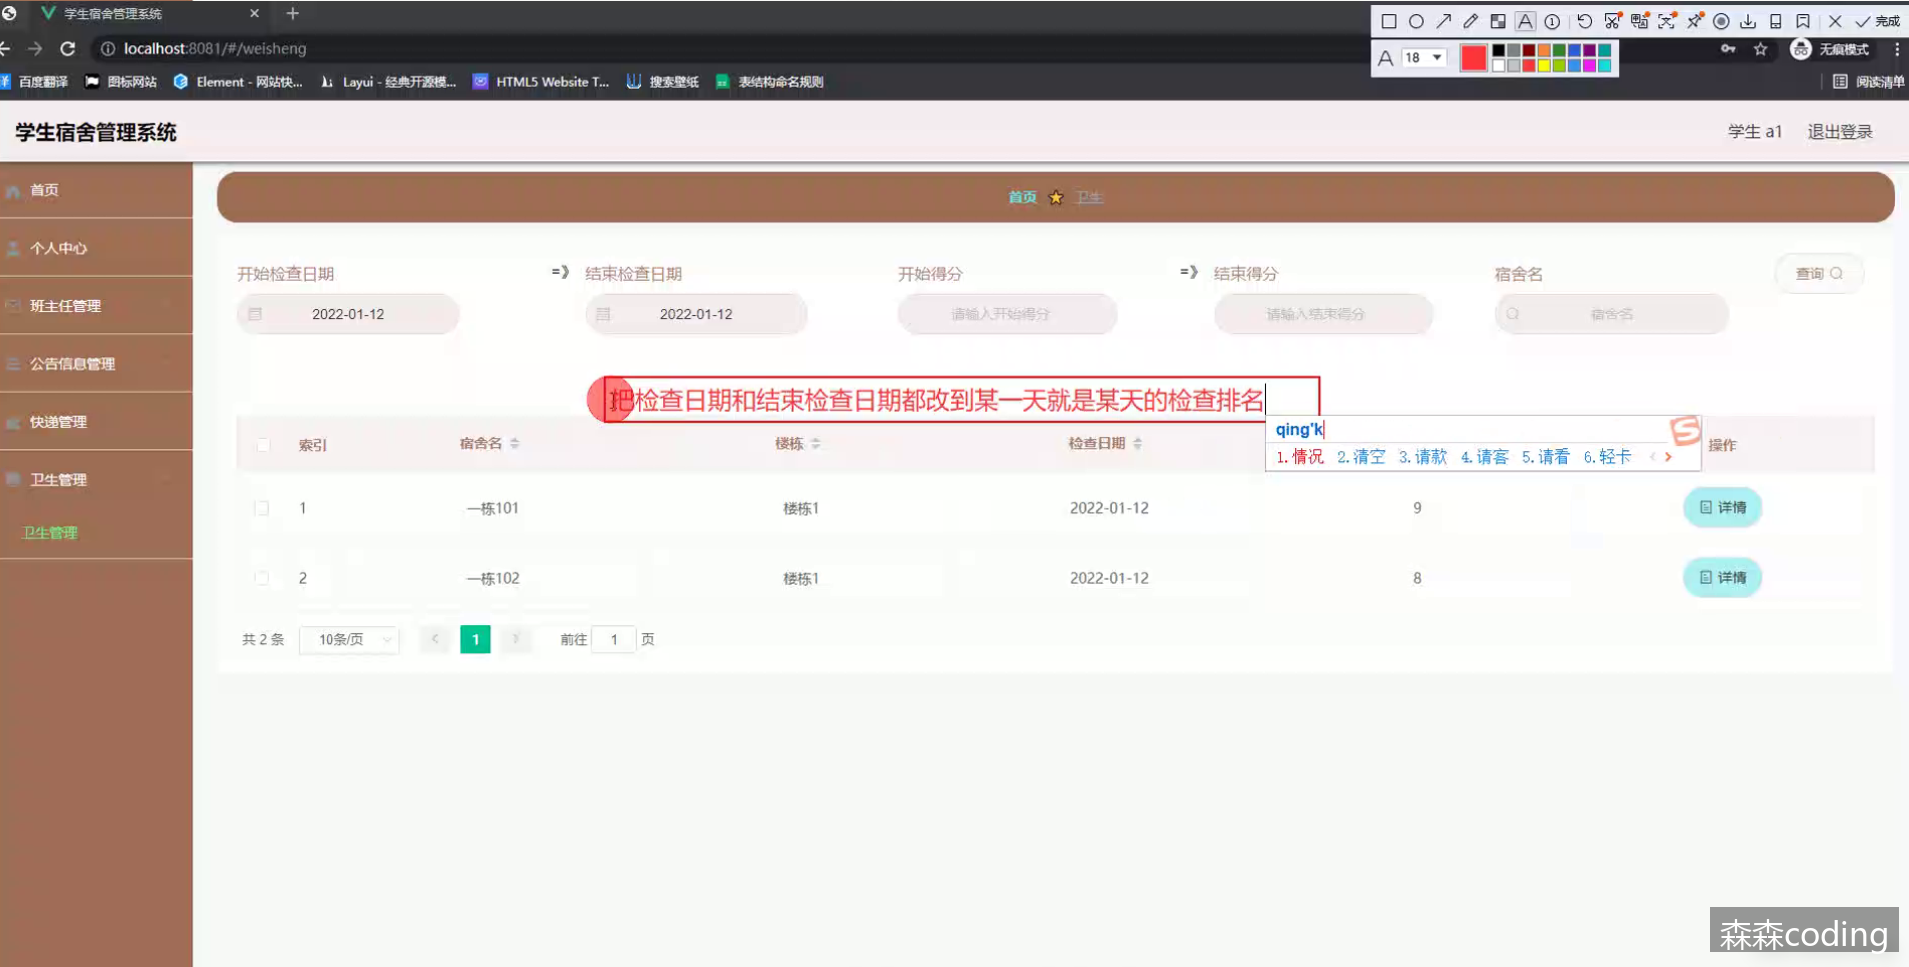 学生宿舍管理系统
完成
localhost:8081/#/weisheng
A 18
无痕模式
百度翻译 图标网站 Element - 网站快... Layui - 经典开源模... HTML5 Website T... 搜索壁纸 表结构命名规则 阅读清单
学生宿舍管理系统 学生 a1 退出登录
首页
首页 卫生
个人中心
班主任管理
公告信息管理
快递管理
卫生管理
卫生管理
开始检查日期 =》 结束检查日期 开始得分 =》 结束得分 宿舍名 查询
2022-01-12 2022-01-12 请输入开始得分 请输入结束得分 宿舍名
把检查日期和结束检查日期都改到某一天就是某天的检查排名
qing'k
1.情况 2.清空 3.请款 4.请客 5.请看 6.轻卡
索引 宿舍名 楼栋 检查日期 操作
1 一栋101 楼栋1 2022-01-12 9 详情
2 一栋102 楼栋1 2022-01-12 8 详情
共 2 条 10条/页 1 前往 1 页
森森coding